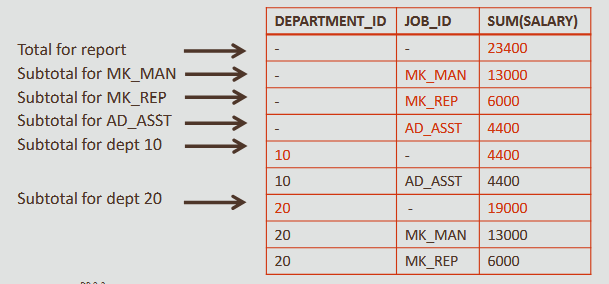 DEPARTMENT_ID JOB_ID SUM(SALARY)
Total for report - - 23400
Subtotal for MK_MAN - MK_MAN 13000
Subtotal for MK_REP - MK_REP 6000
Subtotal for AD_ASST - AD_ASST 4400
Subtotal for dept 10 10 - 4400
10 AD_ASST 4400
Subtotal for dept 20 20 - 19000
20 MK_MAN 13000
20 MK_REP 6000